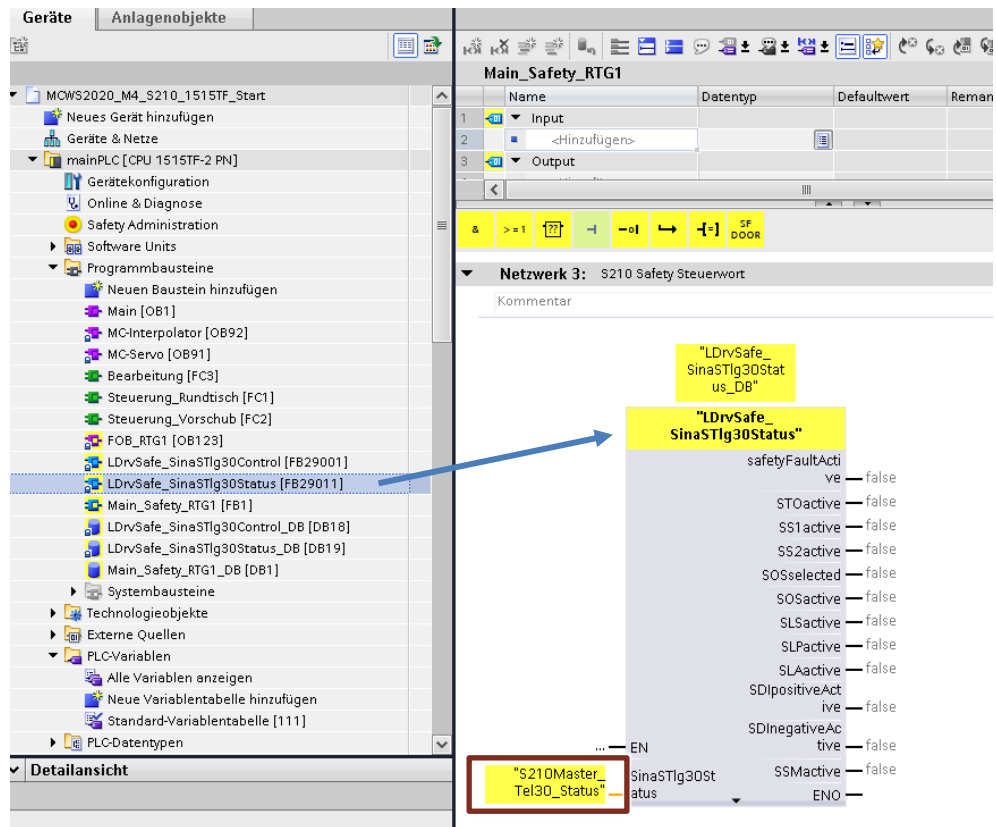 Geräte
Anlagenobjekte
MCWS2020_M4_S210_1515TF_Start
Neues Gerät hinzufügen
Geräte & Netze
mainPLC [CPU 1515TF-2 PN]
Gerätekonfiguration
Online & Diagnose
Safety Administration
Software Units
Programmbausteine
Neuen Baustein hinzufügen
Main [OB1]
MC-Interpolator [OB92]
MC-Servo [OB91]
Bearbeitung [FC3]
Steuerung_Rundtisch [FC1]
Steuerung_Vorschub [FC2]
FOB_RTG1 [OB123]
LDrvSafe_SinaSTlg30Control [FB29001]
LDrvSafe_SinaSTlg30Status [FB29011]
Main_Safety_RTG1 [FB1]
LDrvSafe_SinaSTlg30Control_DB [DB18]
LDrvSafe_SinaSTlg30Status_DB [DB19]
Main_Safety_RTG1_DB [DB1]
Systembausteine
Technologieobjekte
Externe Quellen
PLC-Variablen
Alle Variablen anzeigen
Neue Variablentabelle hinzufügen
Standard-Variablentabelle [111]
PLC-Datentypen
Detailansicht
Main_Safety_RTG1
Name Datentyp Defaultwert Reman
1 Input
2 <Hinzufügen>
3 Output
& >=1 ?? SF DOOR
Netzwerk 3: S210 Safety Steuerwort
Kommentar
"LDrvSafe_
SinaSTlg30Stat
us_DB"
"LDrvSafe_
SinaSTlg30Status"
safetyFaultActi
ve false
STOactive false
SS1active false
SS2active false
SOSselected false
SOSactive false
SLSactive false
SLPactive false
SLAactive false
SDIpositiveAct
ive false
SDInegativeAc
... EN tive false
"S210Master_
Tel30_Status"
SinaSTlg30St
atus
SSMactive false
ENO